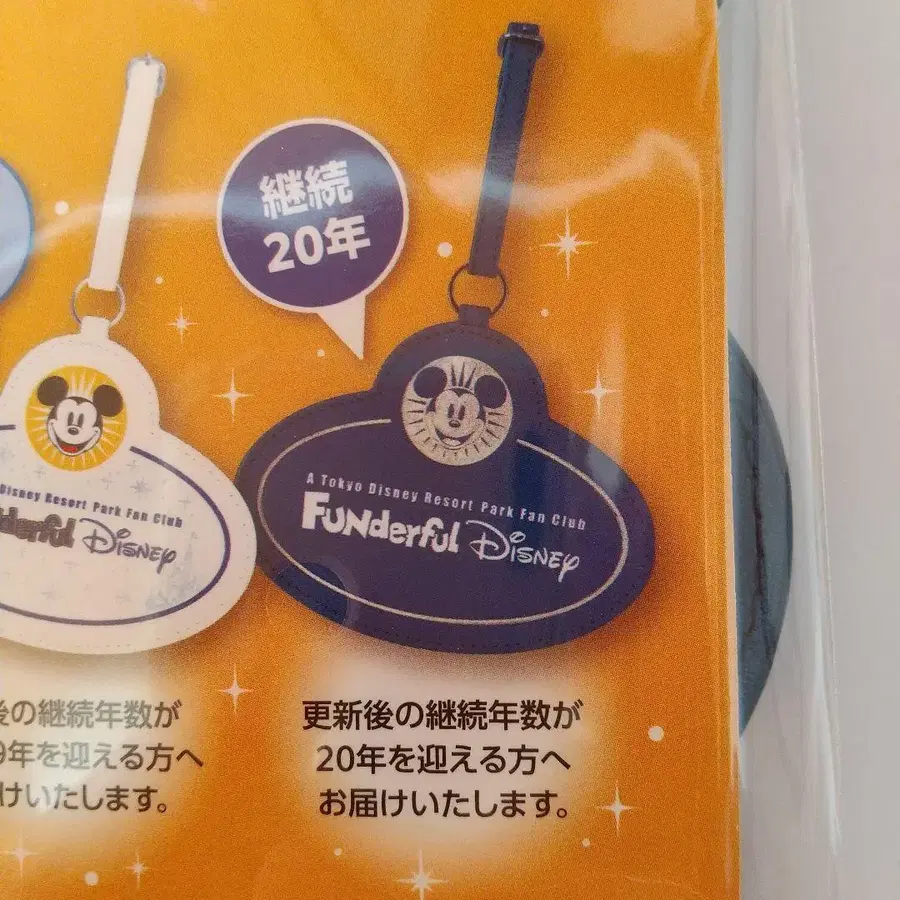 継続
20年
A Tokyo Disney Resort Park Fan Club
FUNderful Disney
Disney Resort Park Fan Club
derful Disney
後の継続年数が
9年を迎える方へ
けいたします。
更新後の継続年数が
20年を迎える方へ
お届けいたします。